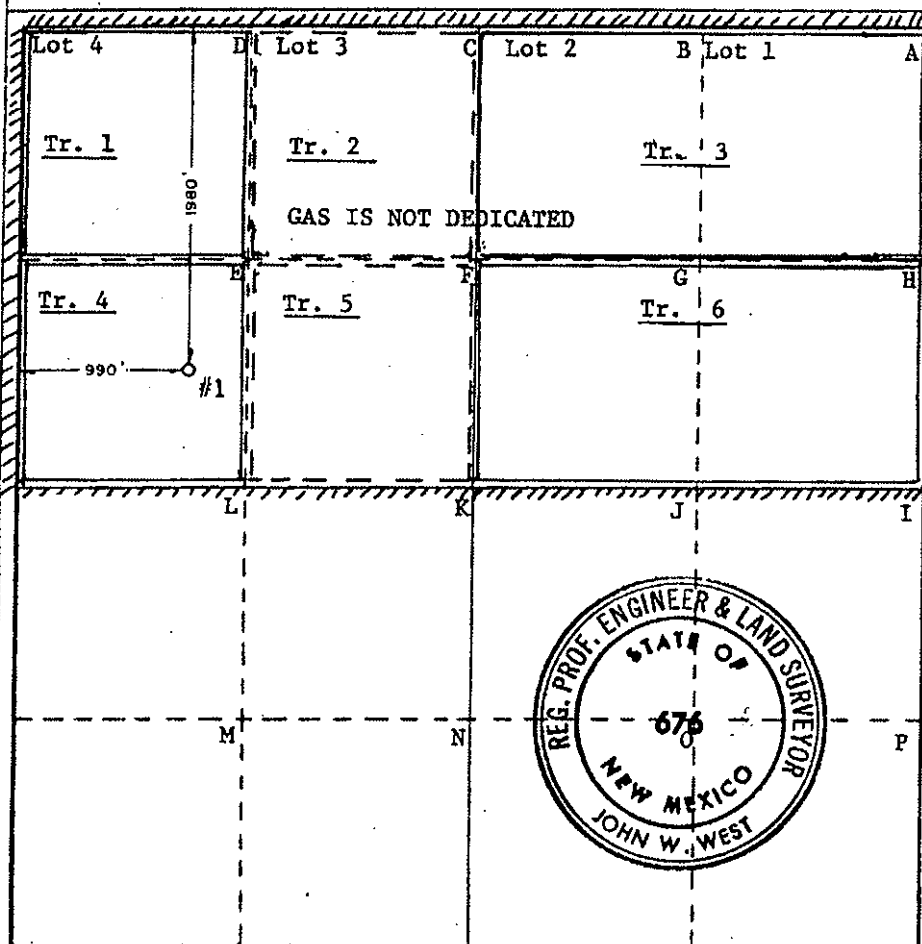 Lot 4 D Lot 3 C Lot 2 B Lot 1 A
Tr. 1 Tr. 2 Tr. 3
1980'
GAS IS NOT DEDICATED
E F G H
Tr. 4 Tr. 5 Tr. 6
990'
#1
L K J I
REG. PROF. ENGINEER & LAND SURVEYOR
STATE OF
676
M N O P
NEW MEXICO
JOHN W. WEST